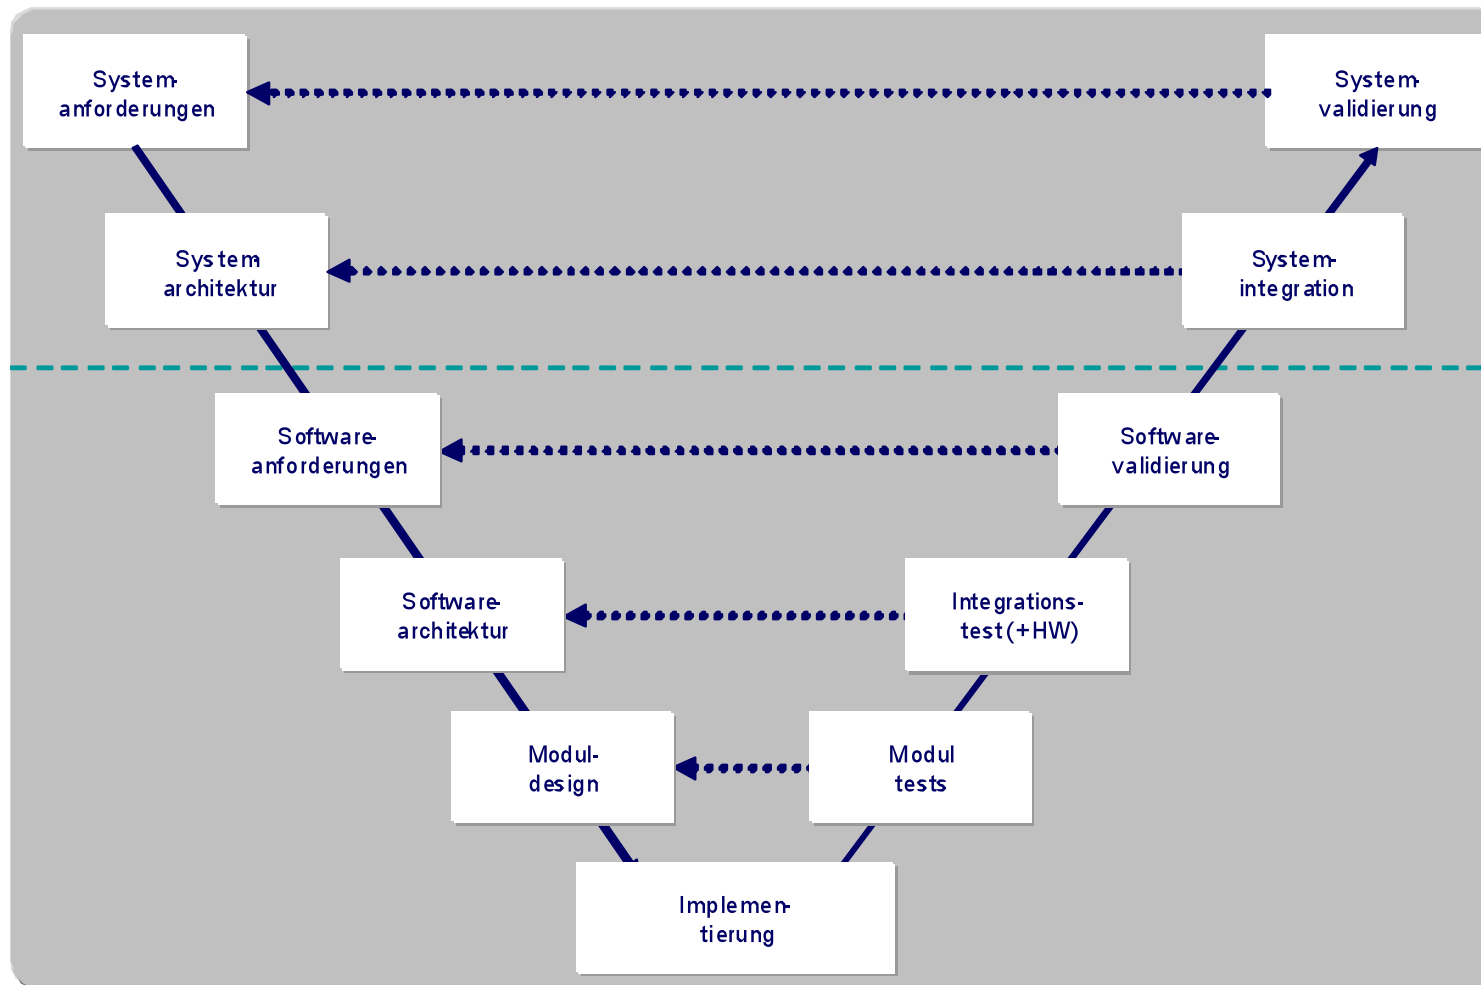 System-
anforderungen
System-
validierung
System-
architektur
System-
integration
Software-
anforderungen
Software-
validierung
Software-
architektur
Integrations-
test (+HW)
Modul-
design
Modul
tests
Implemen-
tierung